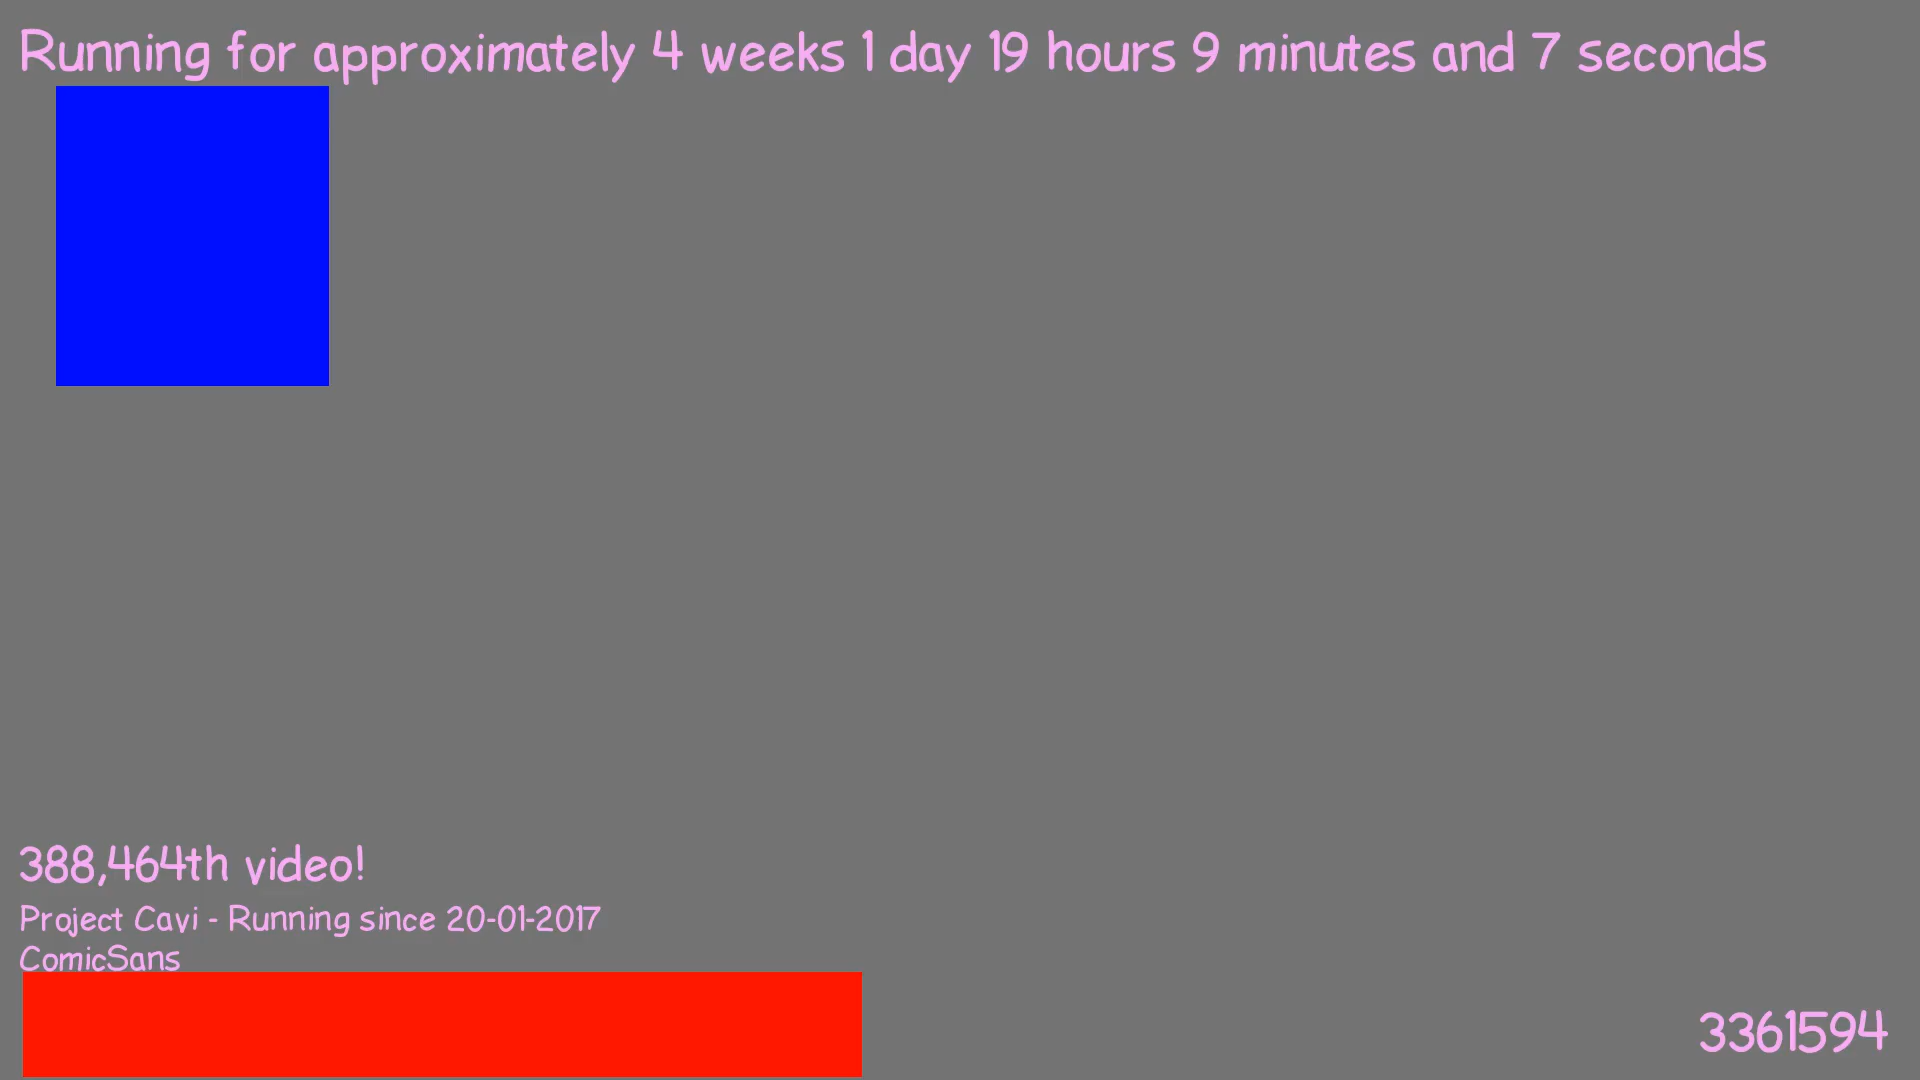 Running for approximately 4 weeks 1 day 19 hours 9 minutes and 7 seconds
388,464th video!
Project Cavi - Running since 20-01-2017
ComicSans
3361594